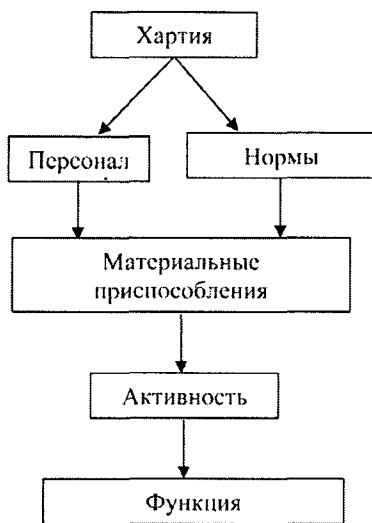 Хартия
Персонал
Нормы
Материальные
приспособления
Активность
Функция